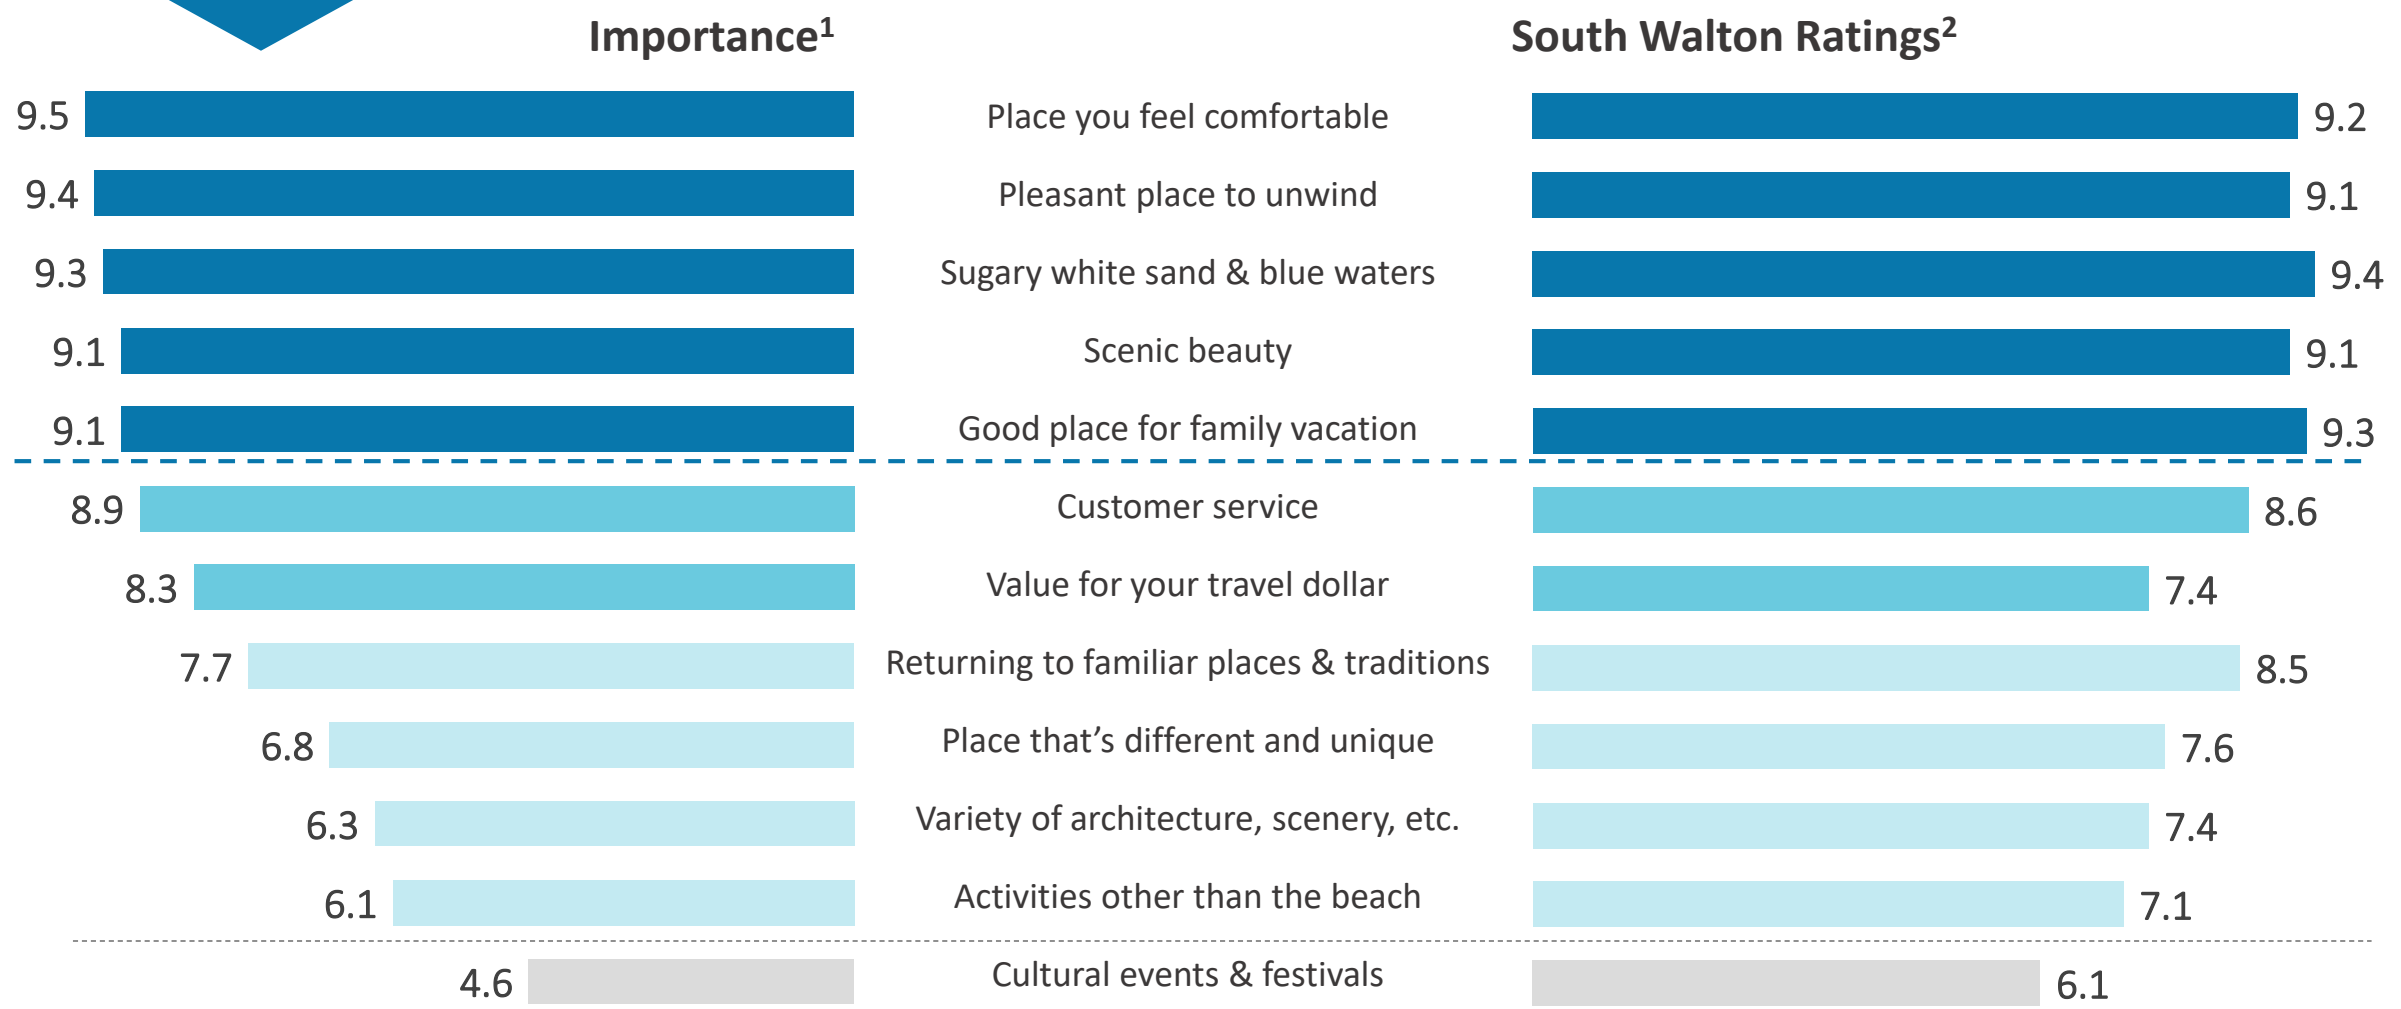 Importance¹ South Walton Ratings²
9.5 Place you feel comfortable 9.2
9.4 Pleasant place to unwind 9.1
9.3 Sugary white sand & blue waters 9.4
9.1 Scenic beauty 9.1
9.1 Good place for family vacation 9.3
8.9 Customer service 8.6
8.3 Value for your travel dollar 7.4
7.7 Returning to familiar places & traditions 8.5
6.8 Place that’s different and unique 7.6
6.3 Variety of architecture, scenery, etc. 7.4
6.1 Activities other than the beach 7.1
4.6 Cultural events & festivals 6.1